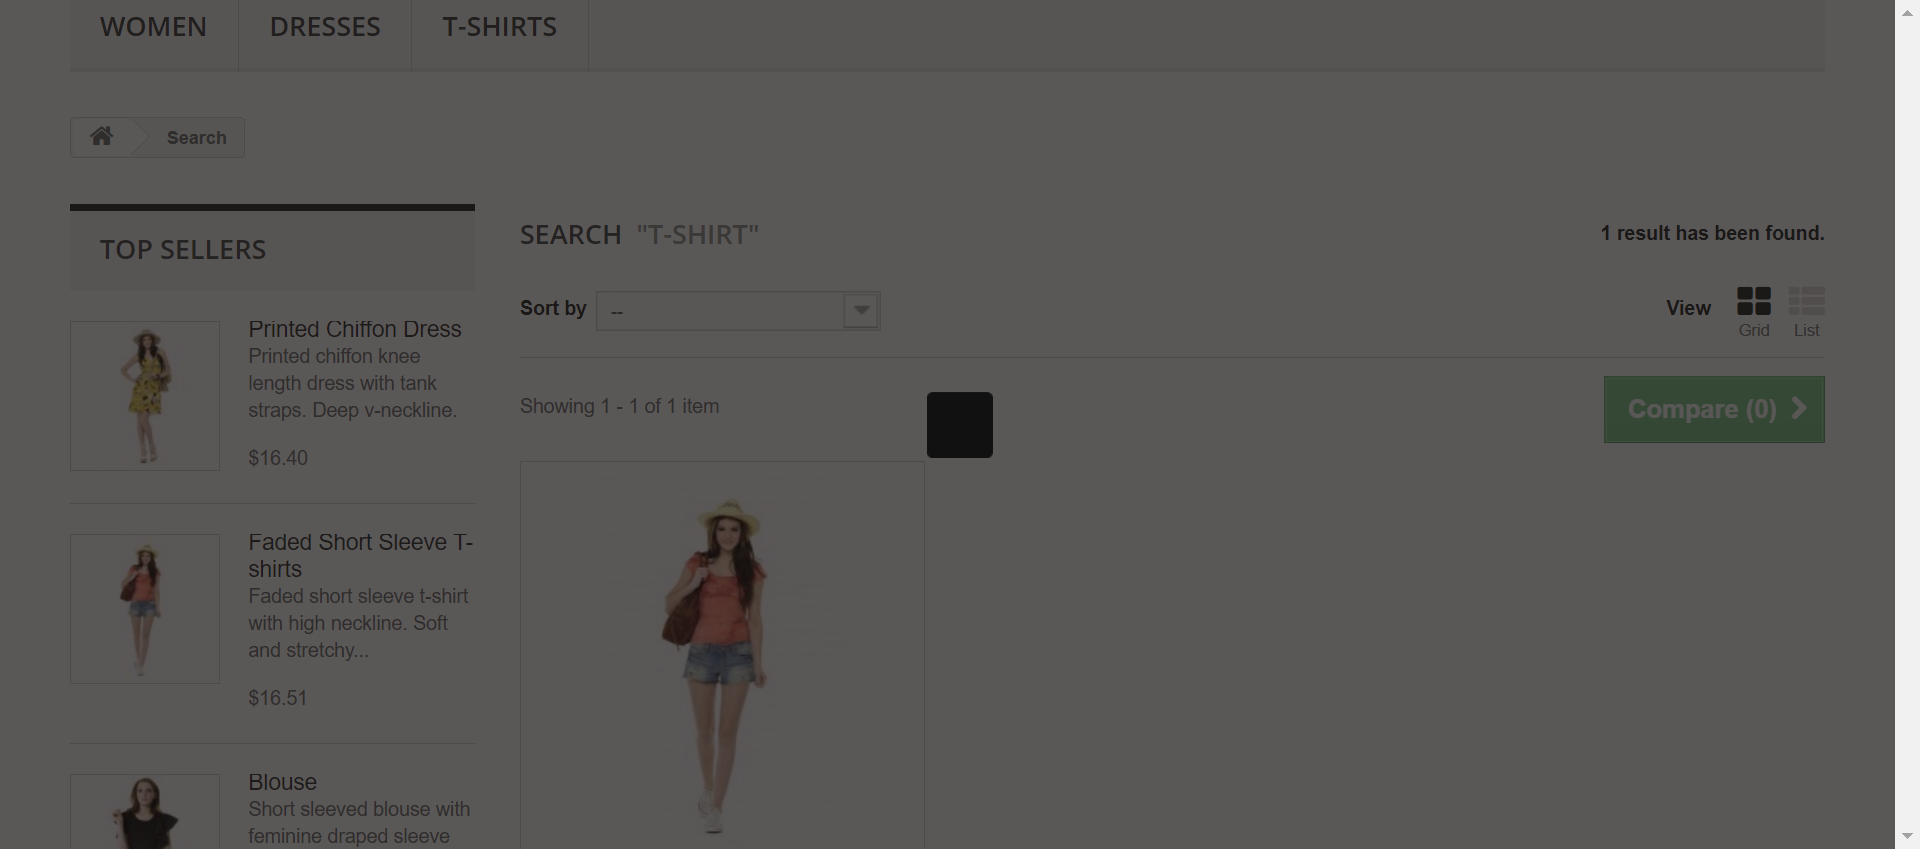 WOMEN DRESSES T-SHIRTS
Search
TOP SELLERS
Printed Chiffon Dress
Printed chiffon knee
length dress with tank
straps. Deep v-neckline.
$16.40
Faded Short Sleeve T-
shirts
Faded short sleeve t-shirt
with high neckline. Soft
and stretchy...
$16.51
Blouse
Short sleeved blouse with
feminine draped sleeve
SEARCH "T-SHIRT"
1 result has been found.
Sort by --
View
Grid List
Showing 1 - 1 of 1 item
Compare (0)